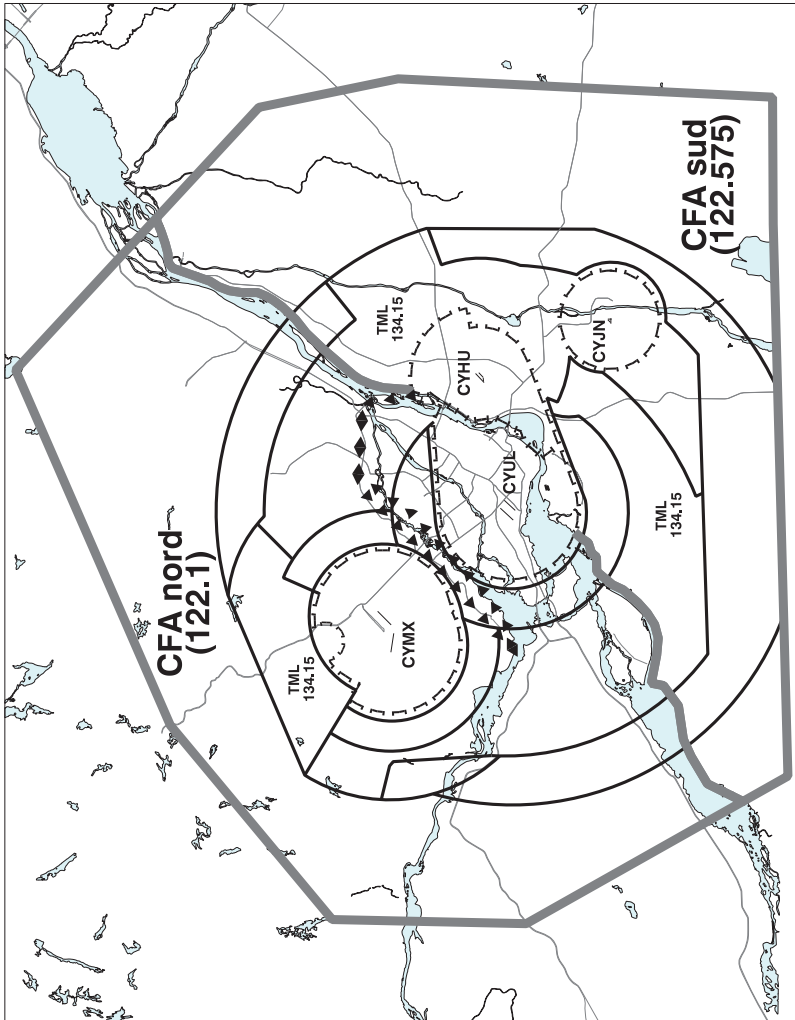 CFA nord
(122.1)
CFA sud
(122.575)
TML
134.15
TML
134.15
TML
134.15
CYMX
CYUL
CYHU
CYJN